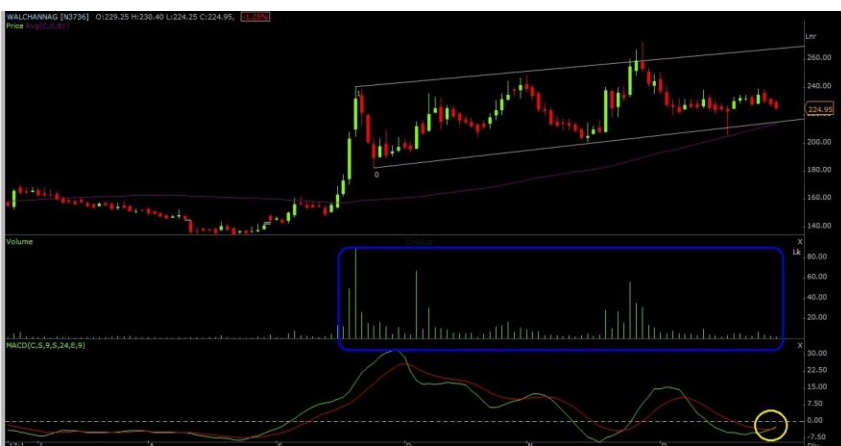 WALCHANNAG [N3736] O:229.25 H:230.40 L:224.25 C:224.95, -1.25%
Price Avg(C,E,81)
Lnr
260.00
240.00
224.95
200.00
180.00
160.00
140.00
1
0
Volume
X
Lk
80.00
60.00
40.00
20.00
MACD(C,S,9,S,24,E,9)
X
30.00
22.50
15.00
7.50
0.00
-7.50
A
S
O
N
D